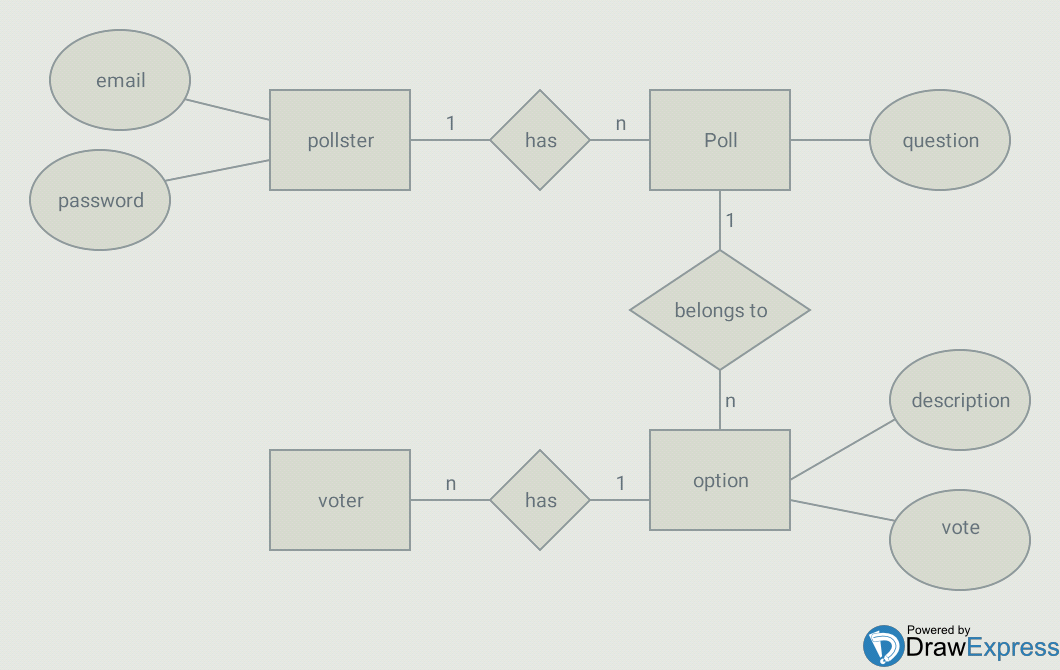 email
password
pollster
1
has
n
Poll
question
1
belongs to
n
voter
n
has
1
option
description
vote
Powered by
DrawExpress